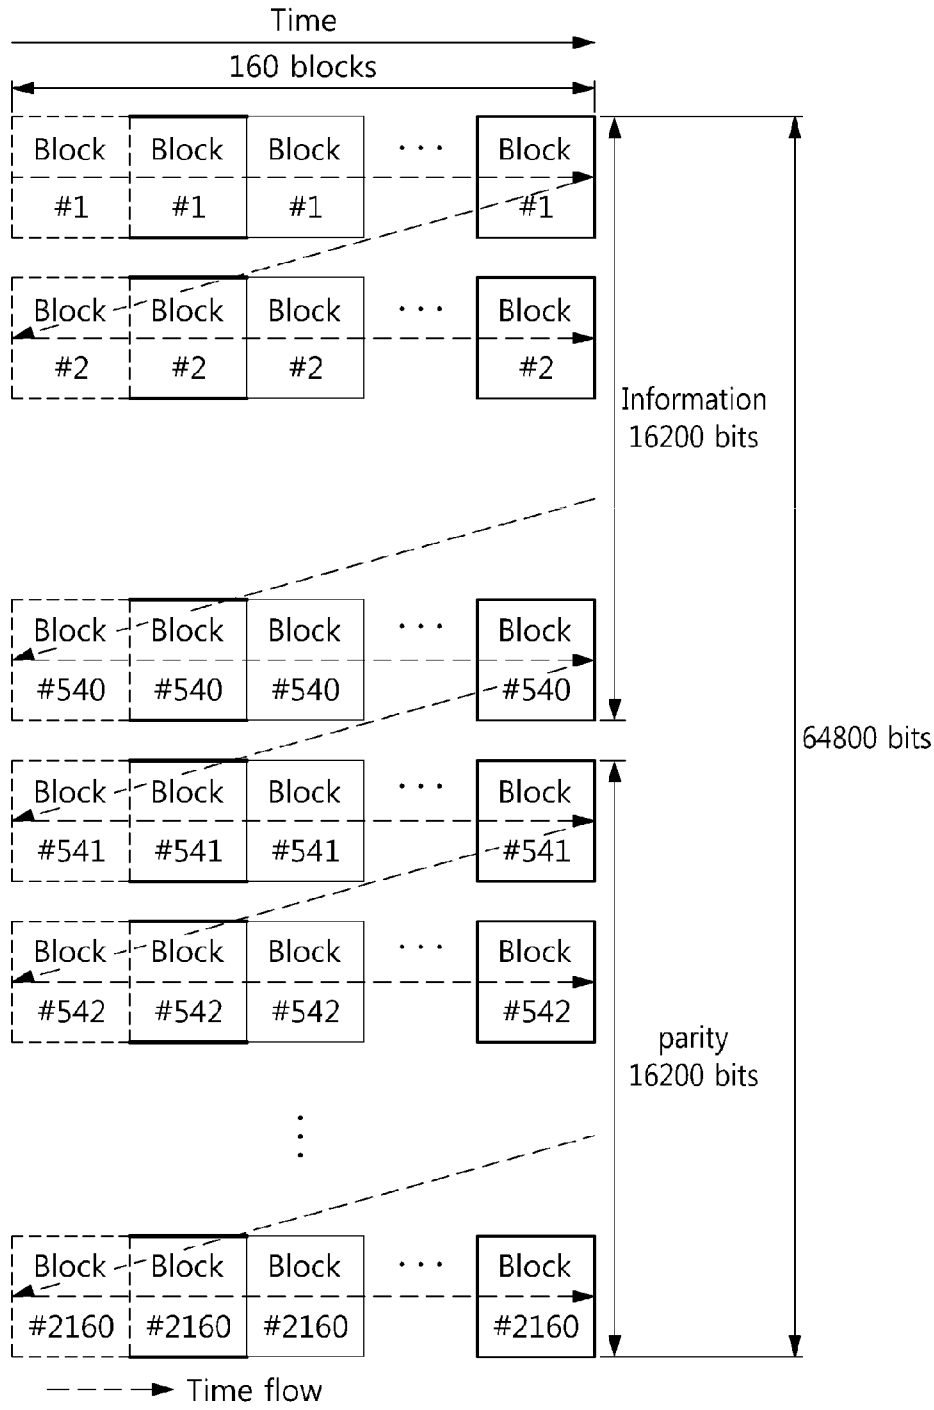 Time
160 blocks
Block Block Block ··· Block
#1 #1 #1 #1
Block Block Block ··· Block
#2 #2 #2 #2
Information
16200 bits
Block Block Block ··· Block
#540 #540 #540 #540
64800 bits
Block Block Block ··· Block
#541 #541 #541 #541
Block Block Block ··· Block
#542 #542 #542 #542
parity
16200 bits
Block Block Block ··· Block
#2160 #2160 #2160 #2160
Time flow